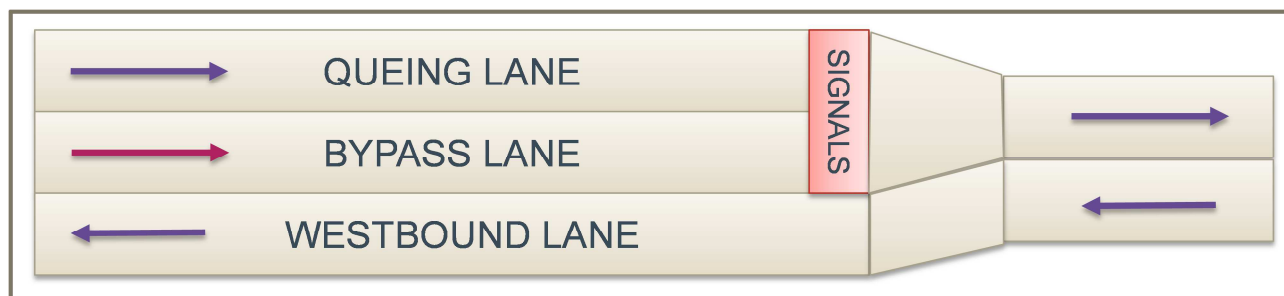 QUEING LANE
SIGNALS
BYPASS LANE
WESTBOUND LANE